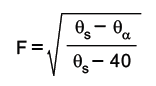 F = √((θₛ − θα) / (θₛ − 40))